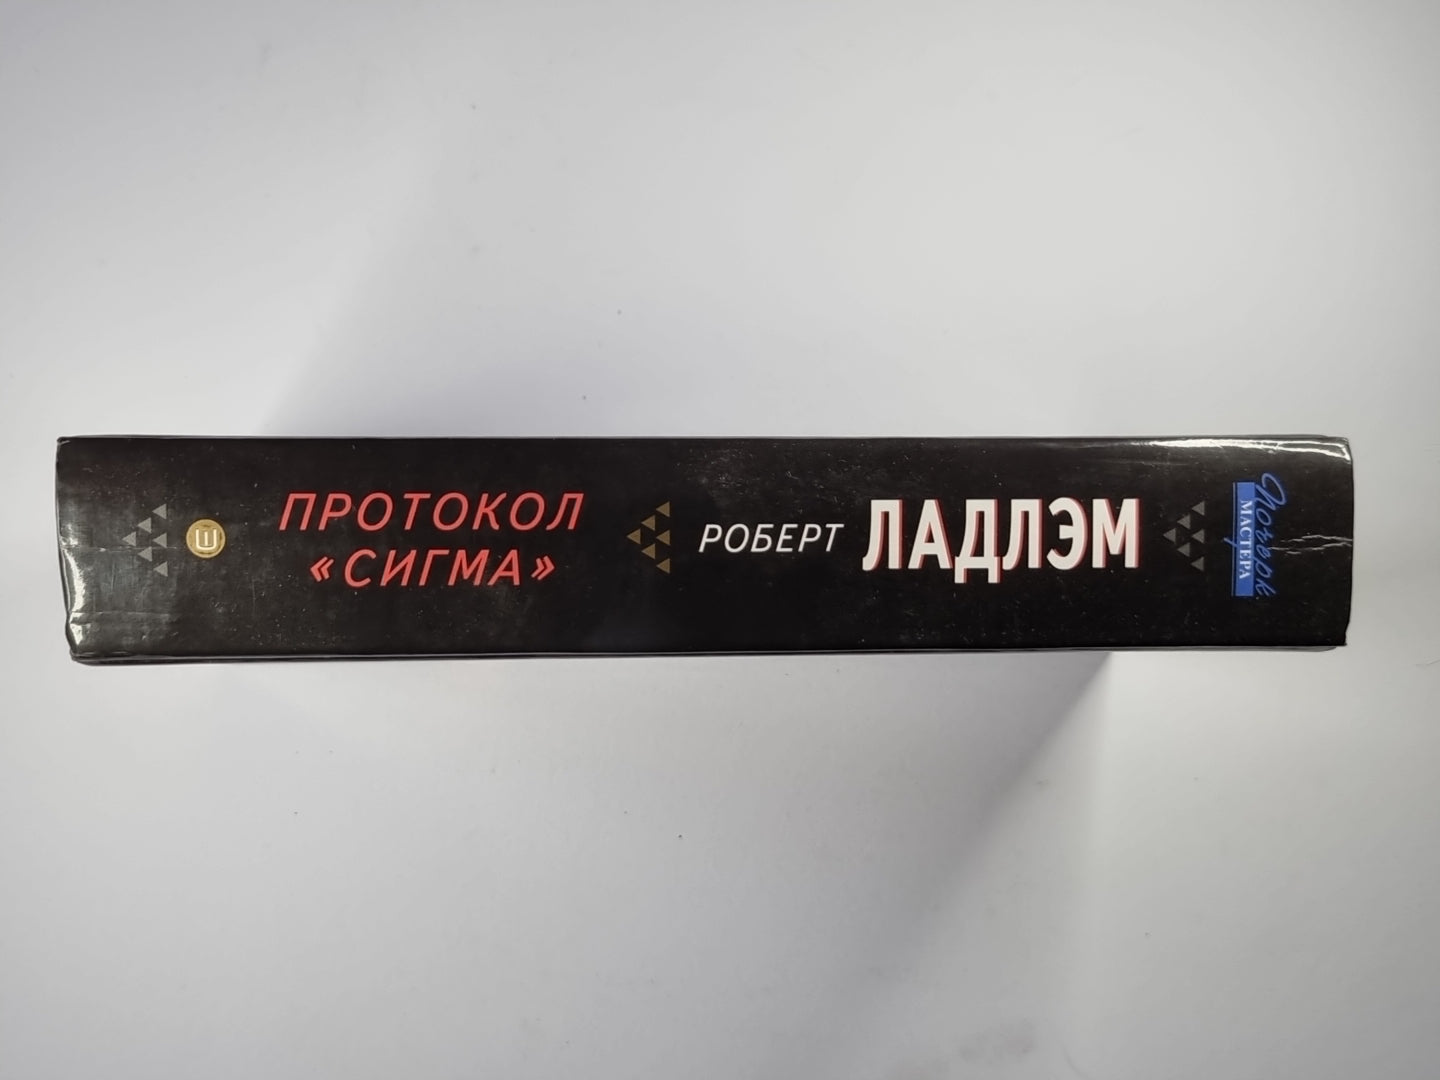 ПРОТОКОЛ
«СИГМА»
РОБЕРТ ЛАДЛЭМ
Почерк
МАСТЕРА